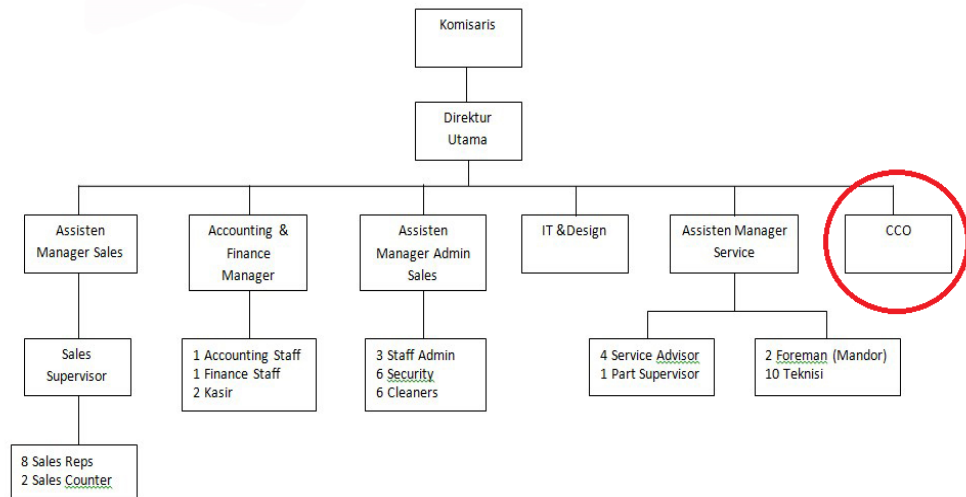 Komisaris
Direktur
Utama
Assisten
Manager Sales
Accounting &
Finance
Manager
Assisten
Manager Admin
Sales
IT &Design
Assisten Manager
Service
CCO
Sales
Supervisor
1 Accounting Staff
1 Finance Staff
2 Kasir
3 Staff Admin
6 Security
6 Cleaners
4 Service Advisor
1 Part Supervisor
2 Foreman (Mandor)
10 Teknisi
8 Sales Reps
2 Sales Counter